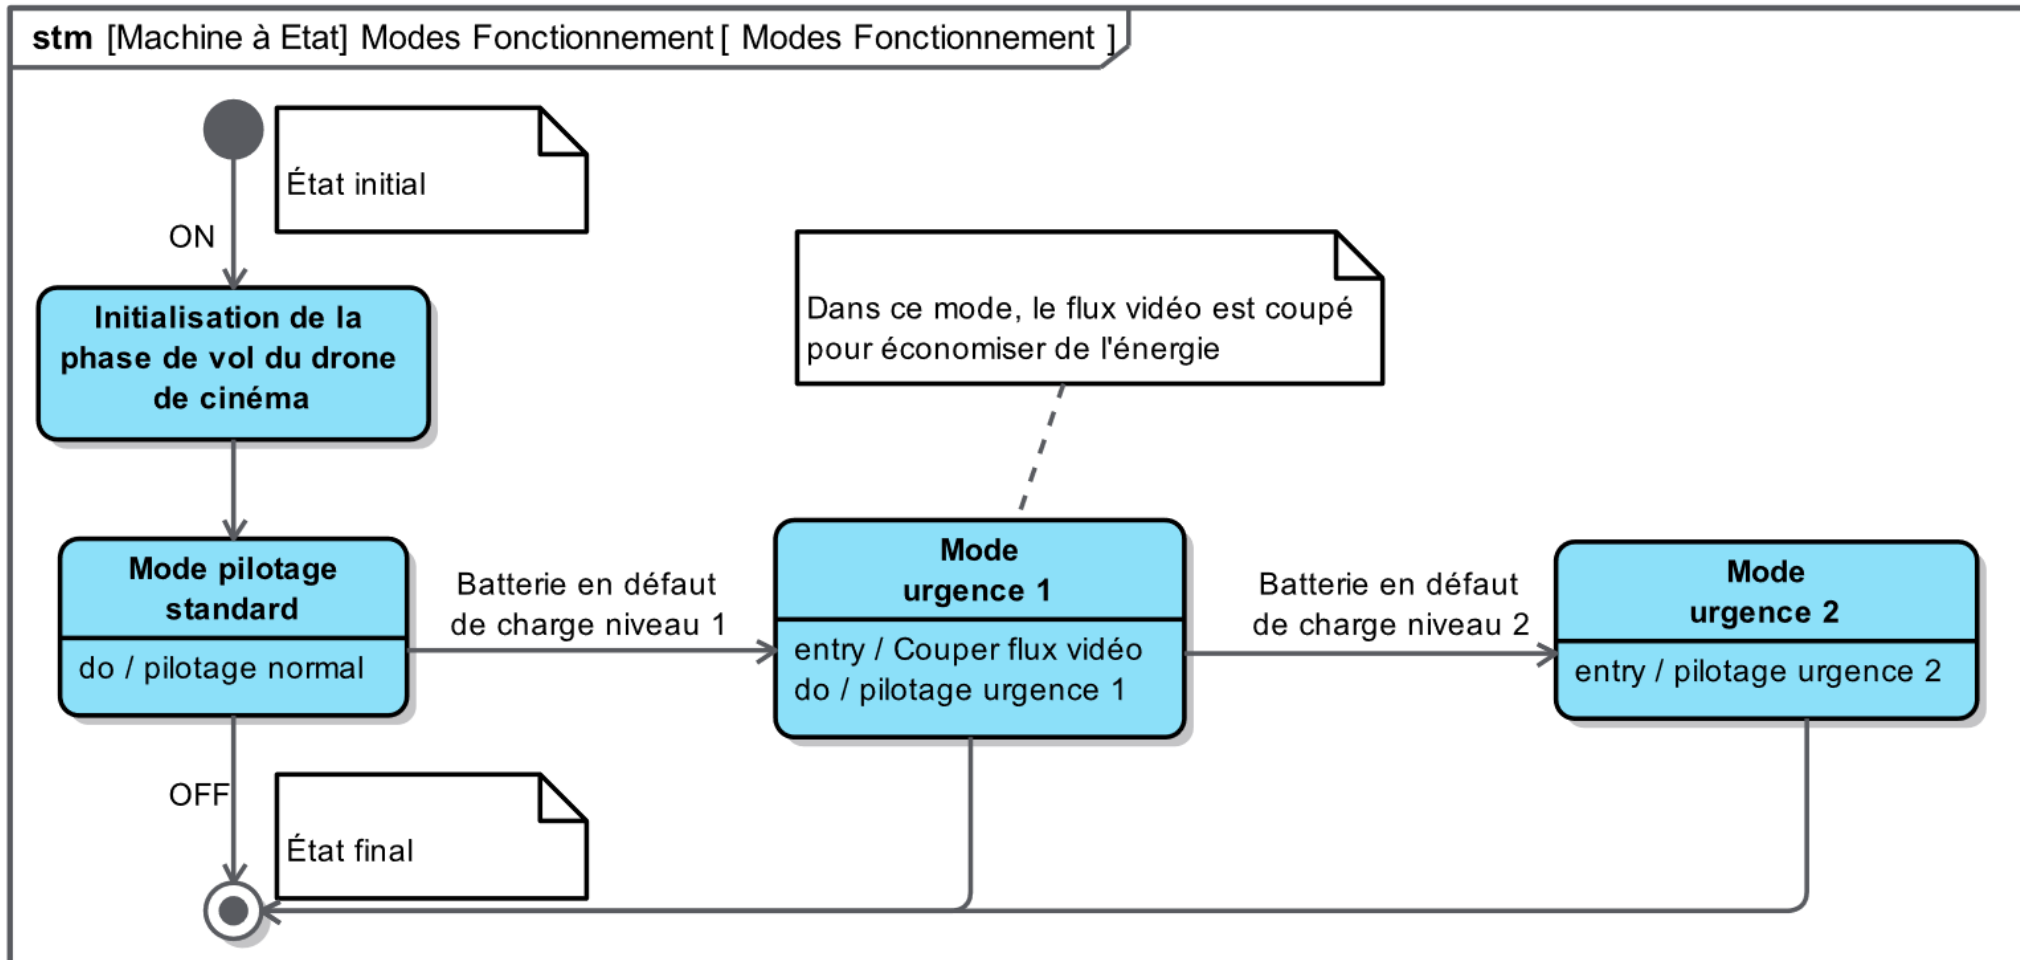 stm [Machine à Etat] Modes Fonctionnement [ Modes Fonctionnement ]
État initial
ON
Initialisation de la
phase de vol du drone
de cinéma
Dans ce mode, le flux vidéo est coupé
pour économiser de l'énergie
Mode pilotage
standard
do / pilotage normal
Batterie en défaut
de charge niveau 1
Mode
urgence 1
entry / Couper flux vidéo
do / pilotage urgence 1
Batterie en défaut
de charge niveau 2
Mode
urgence 2
entry / pilotage urgence 2
OFF
État final